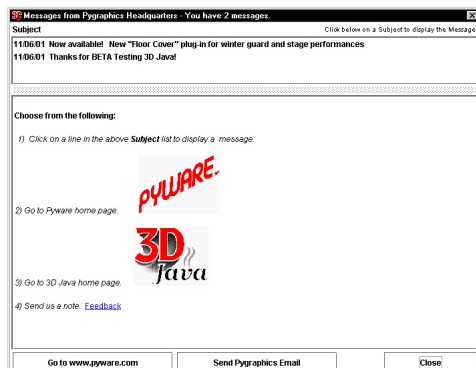 Messages from Pygraphics Headquarters - You have 2 messages.
Subject Click below on a Subject to display the Message
11/06/01 Now available! New "Floor Cover" plug-in for winter guard and stage performances
11/06/01 Thanks for BETA Testing 3D Java!
Choose from the following:
1) Click on a line in the above Subject list to display a message.
PYWARE
2) Go to Pyware home page.
3D
Java
3) Go to 3D Java home page.
4) Send us a note. Feedback
Go to www.pyware.com Send Pygraphics Email Close